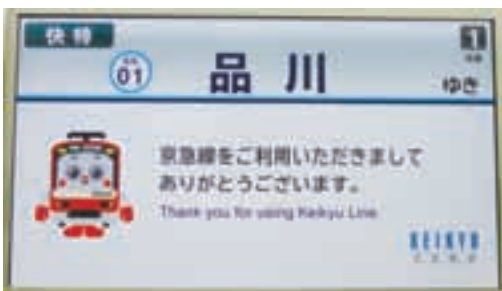 快特
01
品川
1
ゆき
京急線をご利用いただきまして
ありがとうございます。
Thank you for using Keikyu Line.
KEIKYU